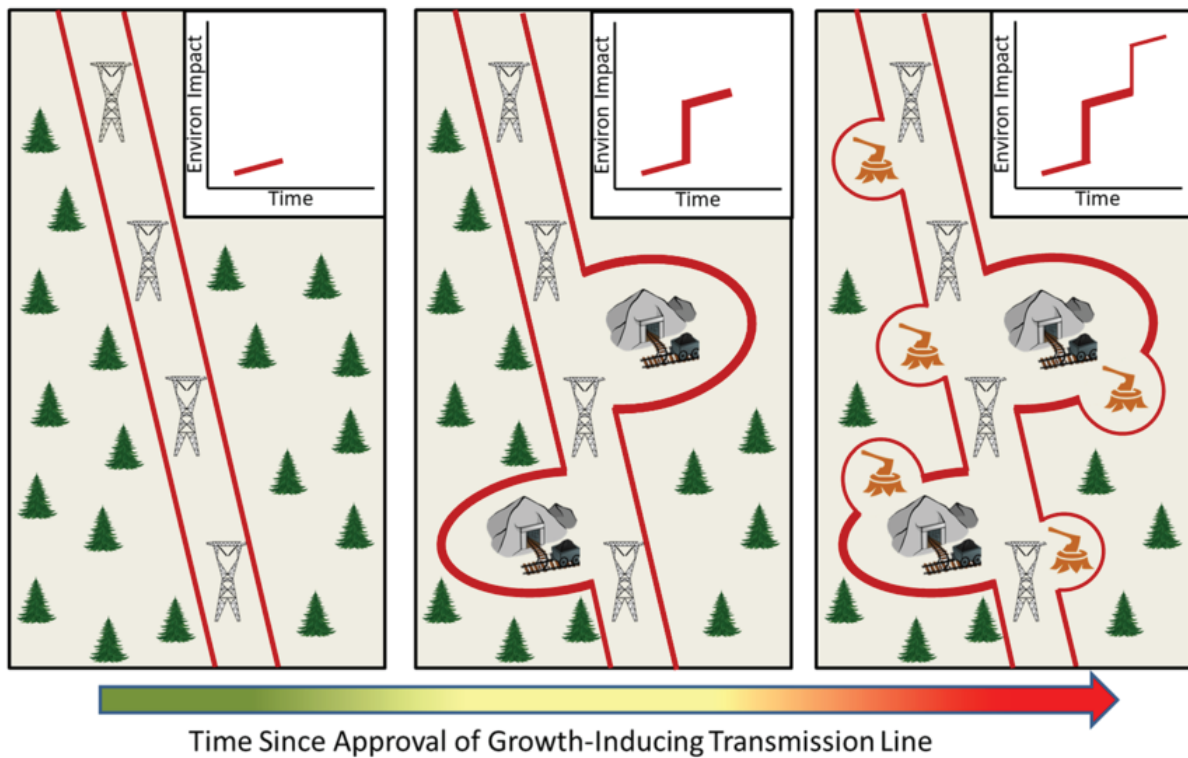 Environ Impact
Time
Environ Impact
Time
Environ Impact
Time
Time Since Approval of Growth-Inducing Transmission Line